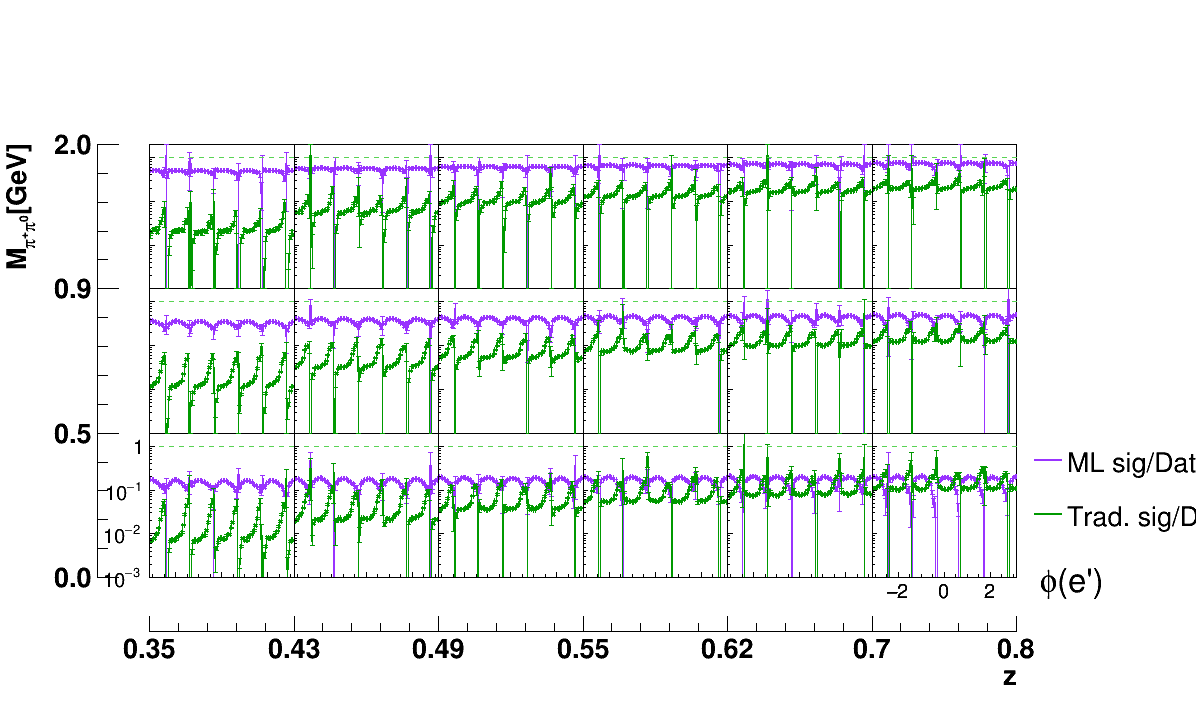 2.0
M π⁺π⁰ [GeV]
0.9
0.5
1
10⁻¹
10⁻²
0.0
10⁻³
ML sig/Dat
Trad. sig/D
−2 0 2
ϕ(e')
0.35 0.43 0.49 0.55 0.62 0.7 0.8
z